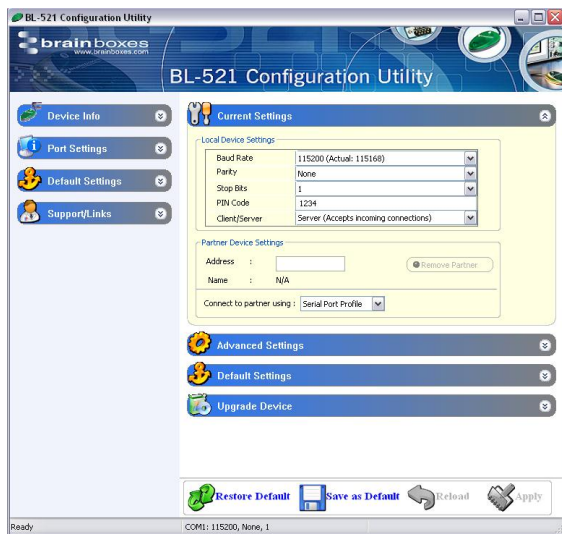 BL-521 Configuration Utility
brainboxes
www.brainboxes.com
BL-521 Configuration Utility
Device Info
Port Settings
Default Settings
Support/Links
Current Settings
Local Device Settings
Baud Rate 115200 (Actual: 115168)
Parity None
Stop Bits 1
PIN Code 1234
Client/Server Server (Accepts incoming connections)
Partner Device Settings
Address :
Remove Partner
Name : N/A
Connect to partner using : Serial Port Profile
Advanced Settings
Default Settings
Upgrade Device
Restore Default Save as Default Reload Apply
Ready COM1: 115200, None, 1